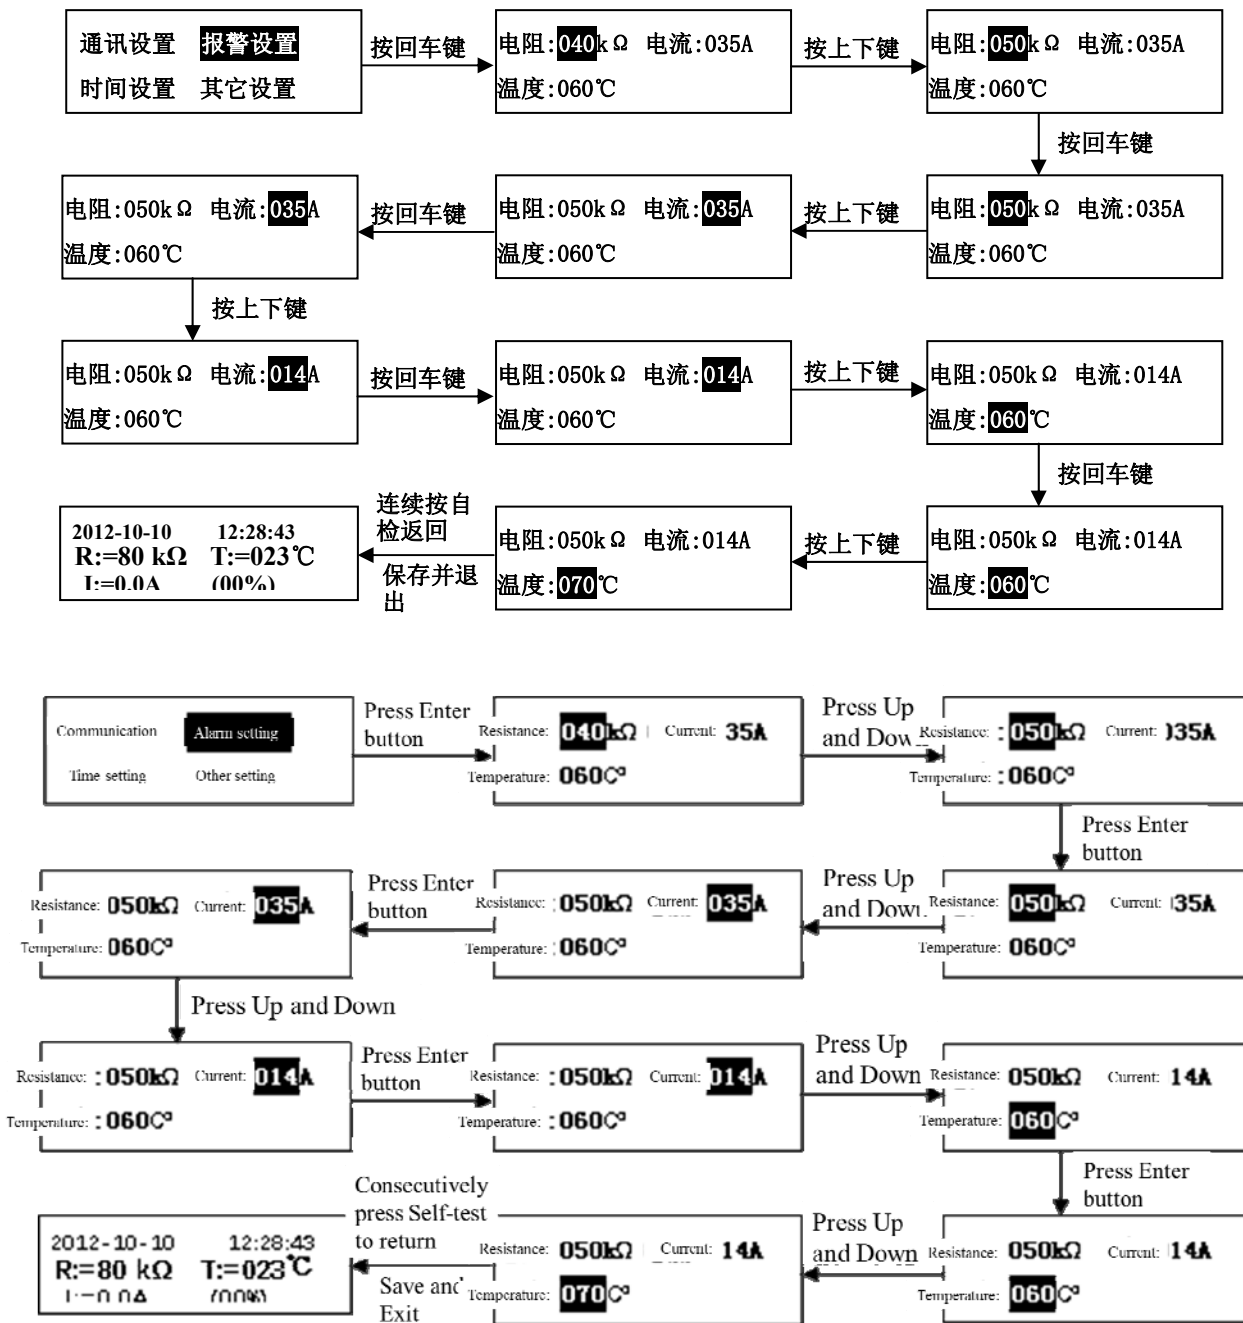 通讯设置 报警设置
时间设置 其它设置
按回车键
电阻:040kΩ 电流:035A
温度:060℃
按上下键
电阻:050kΩ 电流:035A
温度:060℃
按回车键
电阻:050kΩ 电流:035A
温度:060℃
按回车键
电阻:050kΩ 电流:035A
温度:060℃
按上下键
电阻:050kΩ 电流:035A
温度:060℃
按上下键
电阻:050kΩ 电流:014A
温度:060℃
按回车键
电阻:050kΩ 电流:014A
温度:060℃
按上下键
电阻:050kΩ 电流:014A
温度:060℃
按回车键
2012-10-10 12:28:43
R:=80 kΩ T:=023℃
I:=0.0A (00%)
连续按自
检返回
保存并退
出
电阻:050kΩ 电流:014A
温度:070℃
按上下键
电阻:050kΩ 电流:014A
温度:060℃
Communication Alarm setting
Time setting Other setting
Press Enter
button
Resistance: 040kΩ Current: 35A
Temperature: 060C°
Press Up
and Down
Resistance: :050kΩ Current: 035A
Temperature: :060C°
Press Enter
button
Resistance: 050kΩ Current: 035A
Temperature: 060C°
Press Enter
button
Resistance: :050kΩ Current: 035A
Temperature: :060C°
Press Up
and Down
Resistance: 050kΩ Current: 35A
Temperature: 060C°
Press Up and Down
Resistance: :050kΩ Current: 014A
Temperature: :060C°
Press Enter
button
Resistance: :050kΩ Current: 014A
Temperature: :060C°
Press Up
and Down
Resistance: 050kΩ Current: 14A
Temperature: 060C°
Press Enter
button
2012-10-10 12:28:43
R:=80 kΩ T:=023℃
I:=0.0A (00%)
Consecutively
press Self-test
to return
Save and
Exit
Resistance: 050kΩ Current: 14A
Temperature: 070C°
Press Up
and Down
Resistance: 050kΩ Current: 14A
Temperature: 060C°